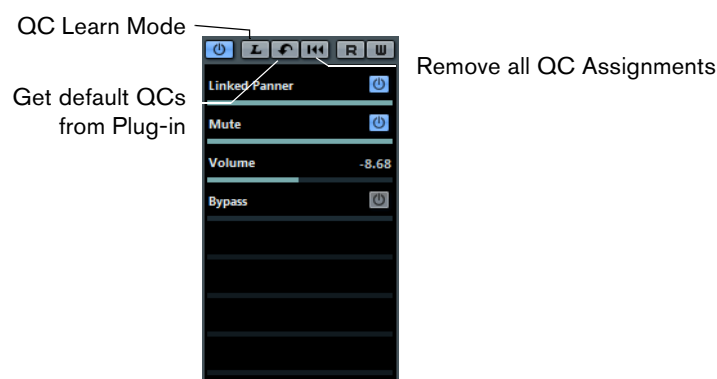 QC Learn Mode
L R W
Remove all QC Assignments
Get default QCs
from Plug-in
Linked Panner
Mute
Volume -8.68
Bypass